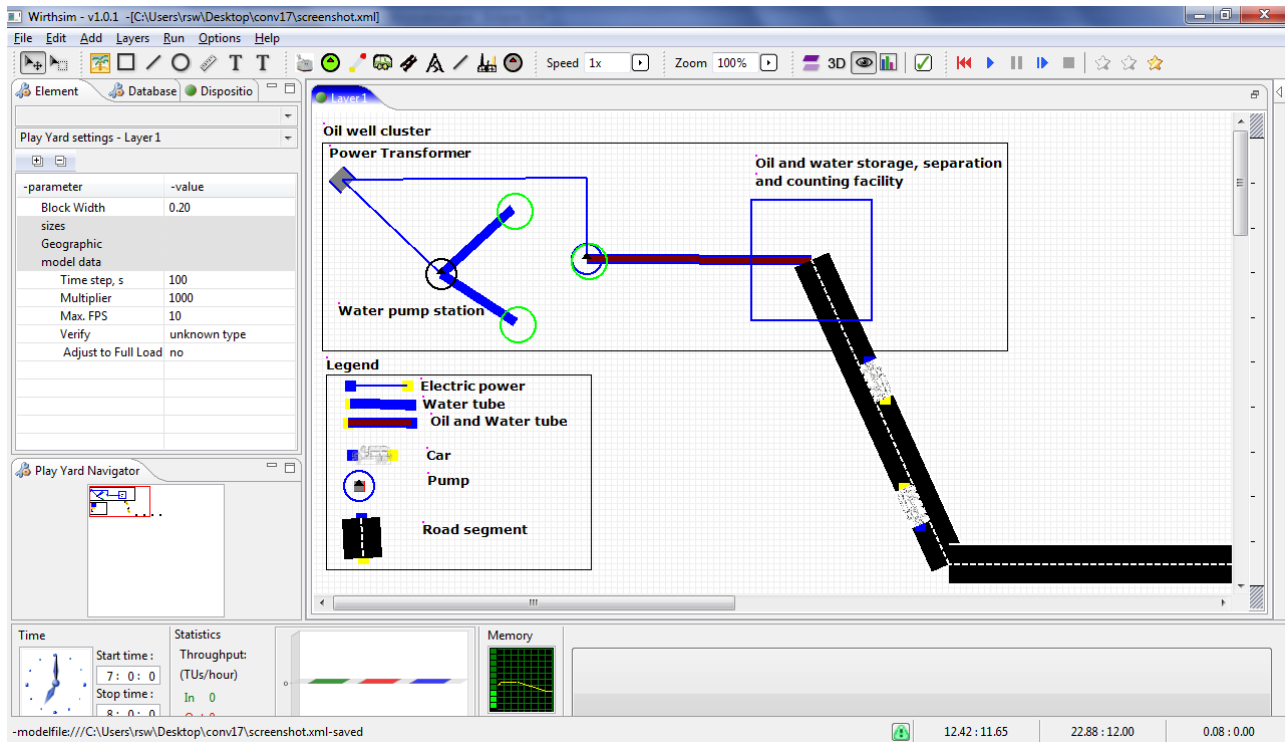 Wirthsim - v1.0.1 -[C:\Users\rsw\Desktop\conv17\screenshot.xml]
File Edit Add Layers Run Options Help
T T Speed 1x Zoom 100% 3D
Element Database Dispositio
Play Yard settings - Layer1
-parameter -value
Block Width 0.20
sizes
Geographic
model data
Time step, s 100
Multiplier 1000
Max. FPS 10
Verify unknown type
Adjust to Full Load no
Play Yard Navigator
Layer1
Oil well cluster
Power Transformer
Oil and water storage, separation
and counting facility
Water pump station
Legend
Electric power
Water tube
Oil and Water tube
Car
Pump
Road segment
Time
Start time:
7: 0: 0
Stop time:
8: 0: 0
Statistics
Throughput:
(TUs/hour)
In 0
0
Memory
-modelfile:///C:\Users\rsw\Desktop\conv17\screenshot.xml-saved
12.42 : 11.65 22.88 : 12.00 0.08 : 0.00